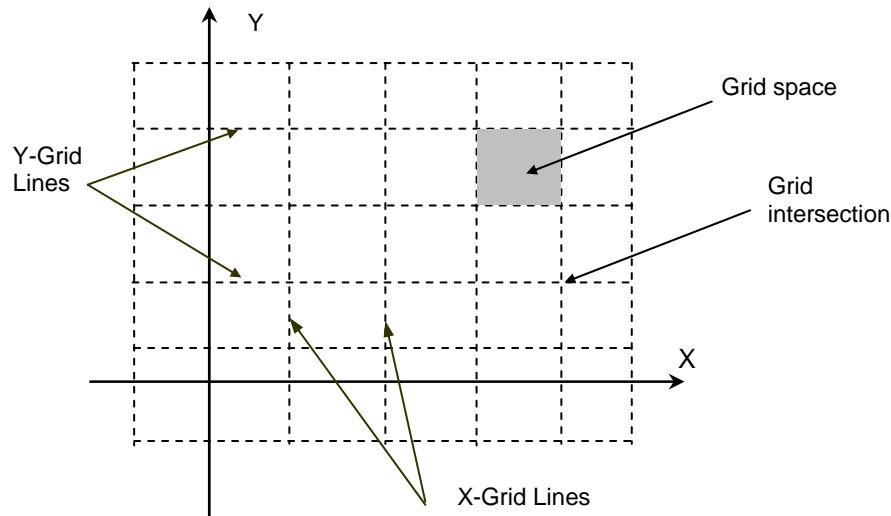 Y
Grid space
Y-Grid
Lines
Grid
intersection
X
X-Grid Lines